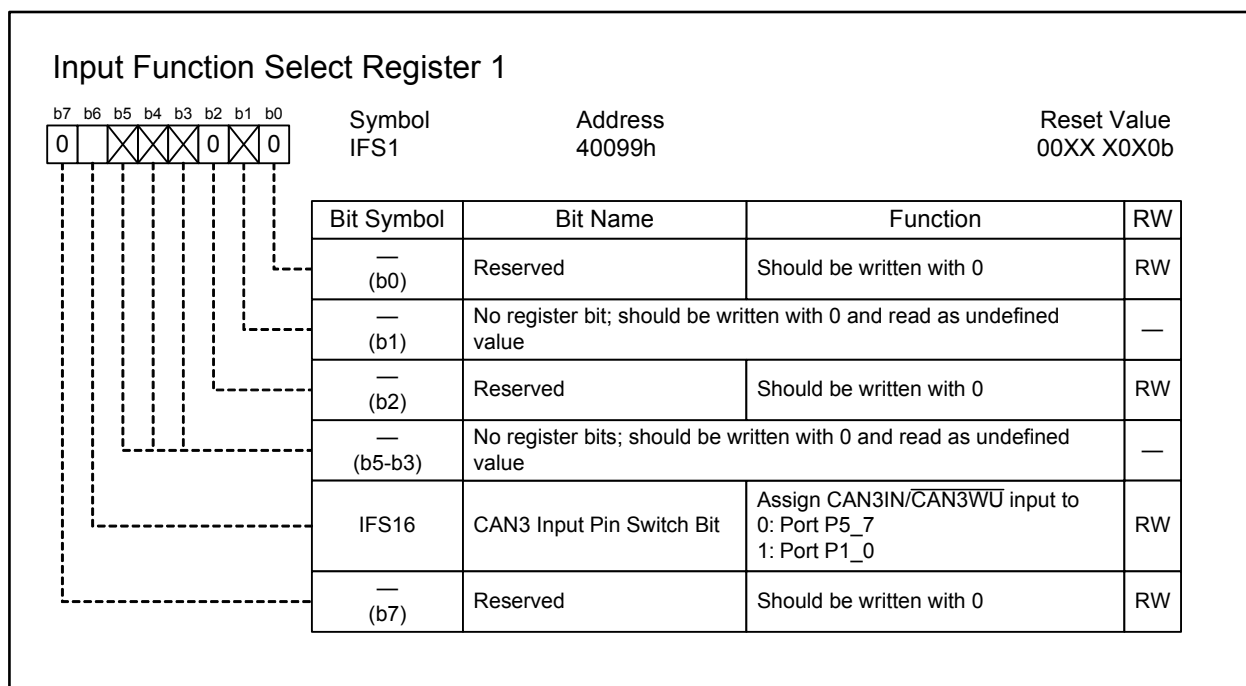 Input Function Select Register 1
b7 b6 b5 b4 b3 b2 b1 b0
0 0 0
Symbol Address Reset Value
IFS1 40099h 00XX X0X0b
Bit Symbol Bit Name Function RW
—
(b0) Reserved Should be written with 0 RW
—
(b1) No register bit; should be written with 0 and read as undefined
value —
—
(b2) Reserved Should be written with 0 RW
—
(b5-b3) No register bits; should be written with 0 and read as undefined
value —
IFS16 CAN3 Input Pin Switch Bit Assign CAN3IN/CAN3WU input to
0: Port P5_7
1: Port P1_0 RW
—
(b7) Reserved Should be written with 0 RW